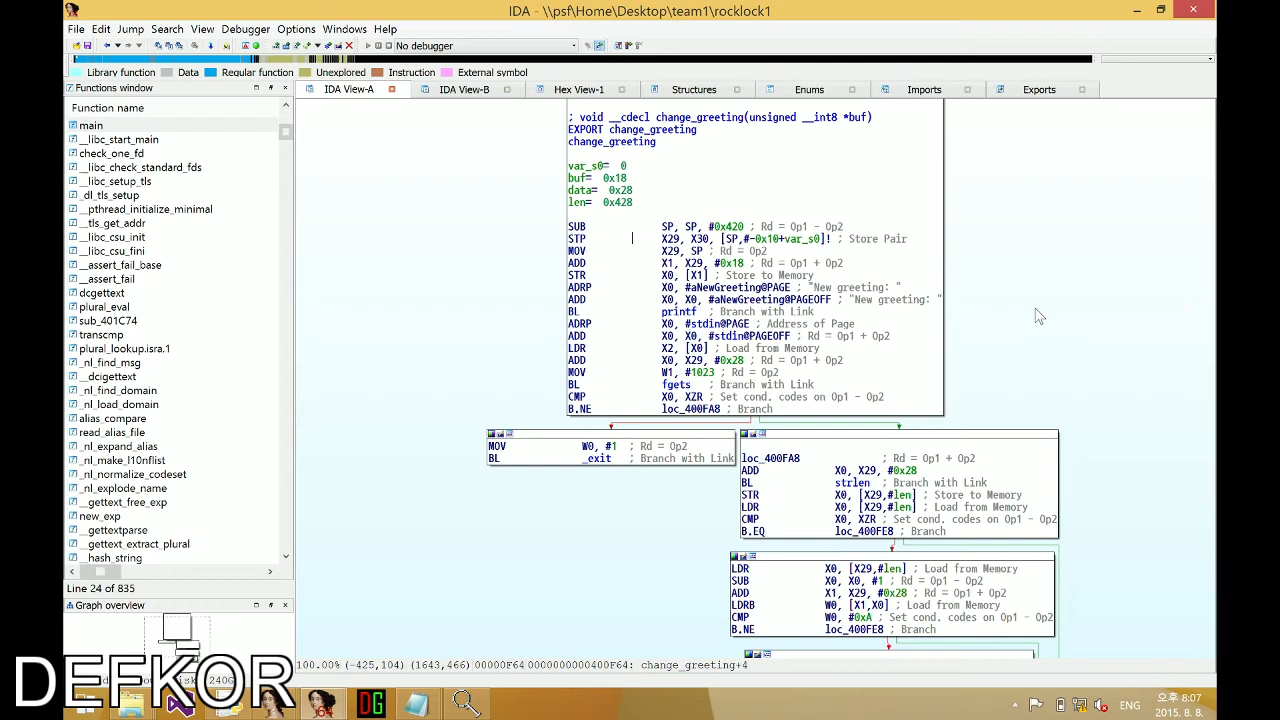 IDA - \\psf\Home\Desktop\team1\rocklock1
File Edit Jump Search View Debugger Options Windows Help
No debugger
Library function Data Regular function Unexplored Instruction External symbol
Functions window
IDA View-A IDA View-B Hex View-1 Structures Enums Imports Exports
Function name
main
__libc_start_main
check_one_fd
__libc_check_standard_fds
__libc_setup_tls
_dl_tls_setup
__pthread_initialize_minimal
__tls_get_addr
__libc_csu_init
__libc_csu_fini
__assert_fail_base
__assert_fail
dcgettext
plural_eval
sub_401C74
transcmp
plural_lookup.isra.1
_nl_find_msg
__dcigettext
_nl_find_domain
_nl_load_domain
alias_compare
read_alias_file
_nl_expand_alias
_nl_make_l10nflist
_nl_normalize_codeset
_nl_explode_name
__gettext_free_exp
new_exp
__gettextparse
__gettext_extract_plural
__hash_string
Line 24 of 835
Graph overview
; void __cdecl change_greeting(unsigned __int8 *buf)
EXPORT change_greeting
change_greeting
var_s0= 0
buf= 0x18
data= 0x28
len= 0x428
SUB SP, SP, #0x420 ; Rd = Op1 - Op2
STP X29, X30, [SP,#-0x10+var_s0]! ; Store Pair
MOV X29, SP ; Rd = Op2
ADD X1, X29, #0x18 ; Rd = Op1 + Op2
STR X0, [X1] ; Store to Memory
ADRP X0, #aNewGreeting@PAGE ; "New greeting: "
ADD X0, X0, #aNewGreeting@PAGEOFF ; "New greeting: "
BL printf ; Branch with Link
ADRP X0, #stdin@PAGE ; Address of Page
ADD X0, X0, #stdin@PAGEOFF ; Rd = Op1 + Op2
LDR X2, [X0] ; Load from Memory
ADD X0, X29, #0x28 ; Rd = Op1 + Op2
MOV W1, #1023 ; Rd = Op2
BL fgets ; Branch with Link
CMP X0, XZR ; Set cond. codes on Op1 - Op2
B.NE loc_400FA8 ; Branch
MOV W0, #1 ; Rd = Op2
BL _exit ; Branch with Link
loc_400FA8 ; Rd = Op1 + Op2
ADD X0, X29, #0x28
BL strlen ; Branch with Link
STR X0, [X29,#len] ; Store to Memory
LDR X0, [X29,#len] ; Load from Memory
CMP X0, XZR ; Set cond. codes on Op1 - Op2
B.EQ loc_400FE8 ; Branch
LDR X0, [X29,#len] ; Load from Memory
SUB X0, X0, #1 ; Rd = Op1 - Op2
ADD X1, X29, #0x28 ; Rd = Op1 + Op2
LDRB W0, [X1,X0] ; Load from Memory
CMP W0, #0xA ; Set cond. codes on Op1 - Op2
B.NE loc_400FE8 ; Branch
100.00% (-425,104) (1643,466) 00000F64 0000000000400F64: change_greeting+4
DEFKOR
DG
ENG
오후 8:07
2015. 8. 8.